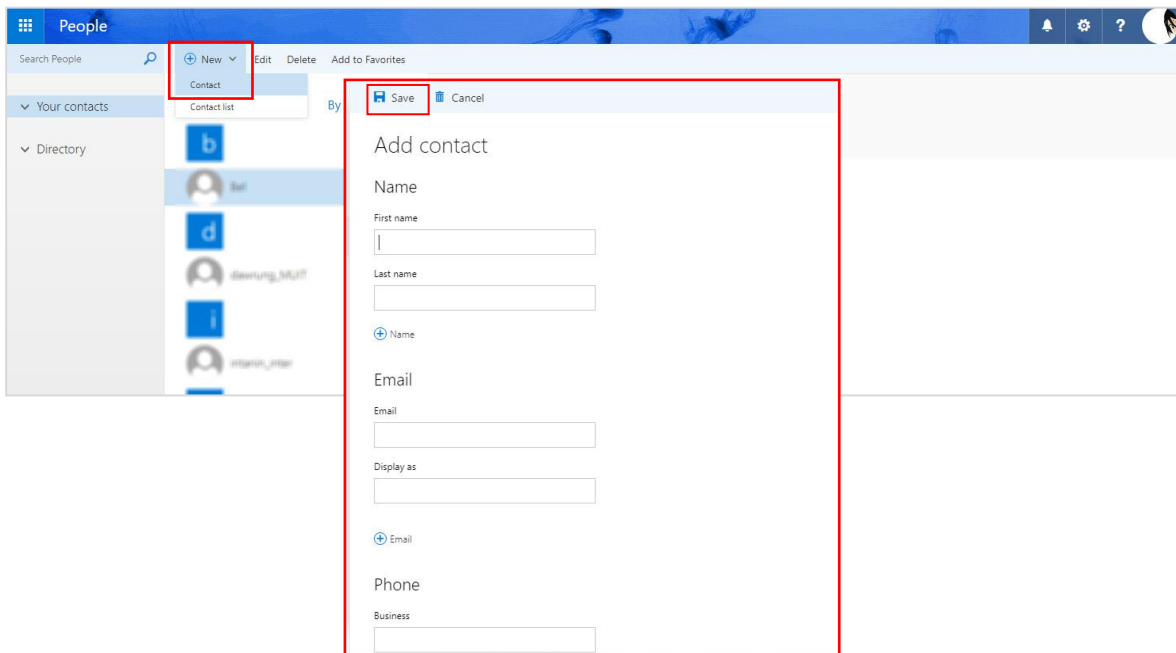 People
?
Search People
New Edit Delete Add to Favorites
Contact
Contact list
By
Your contacts
Directory
b
Bel
d
i
Save Cancel
Add contact
Name
First name
Last name
Name
Email
Email
Display as
Email
Phone
Business